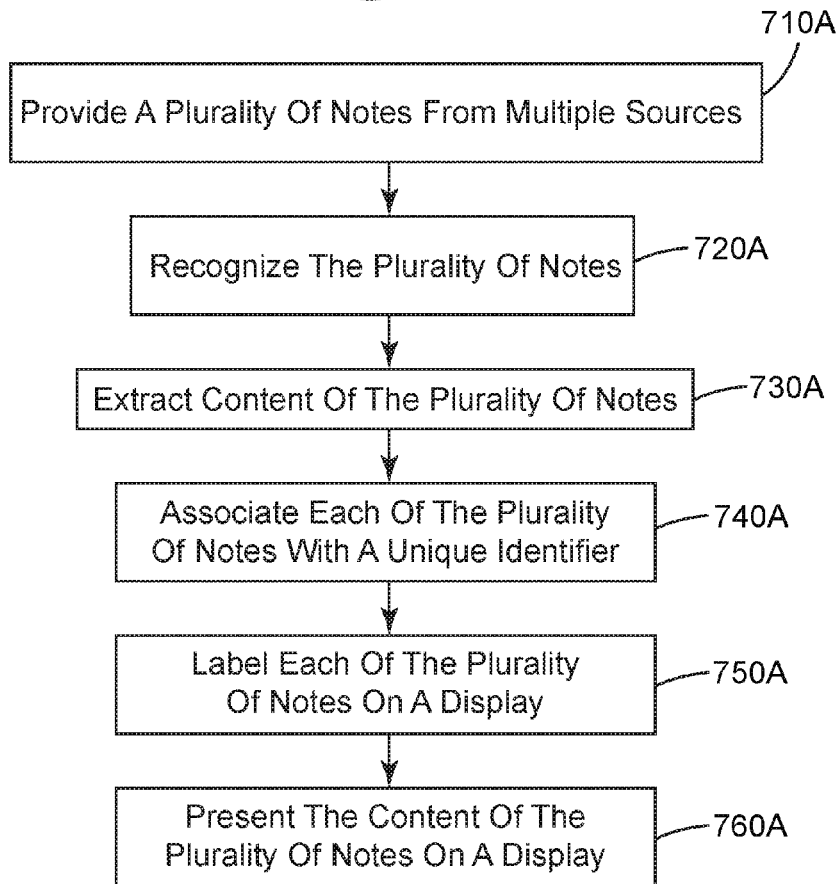 710A
Provide A Plurality Of Notes From Multiple Sources
720A
Recognize The Plurality Of Notes
730A
Extract Content Of The Plurality Of Notes
Associate Each Of The Plurality
Of Notes With A Unique Identifier
740A
Label Each Of The Plurality
Of Notes On A Display
750A
Present The Content Of The
Plurality Of Notes On A Display
760A